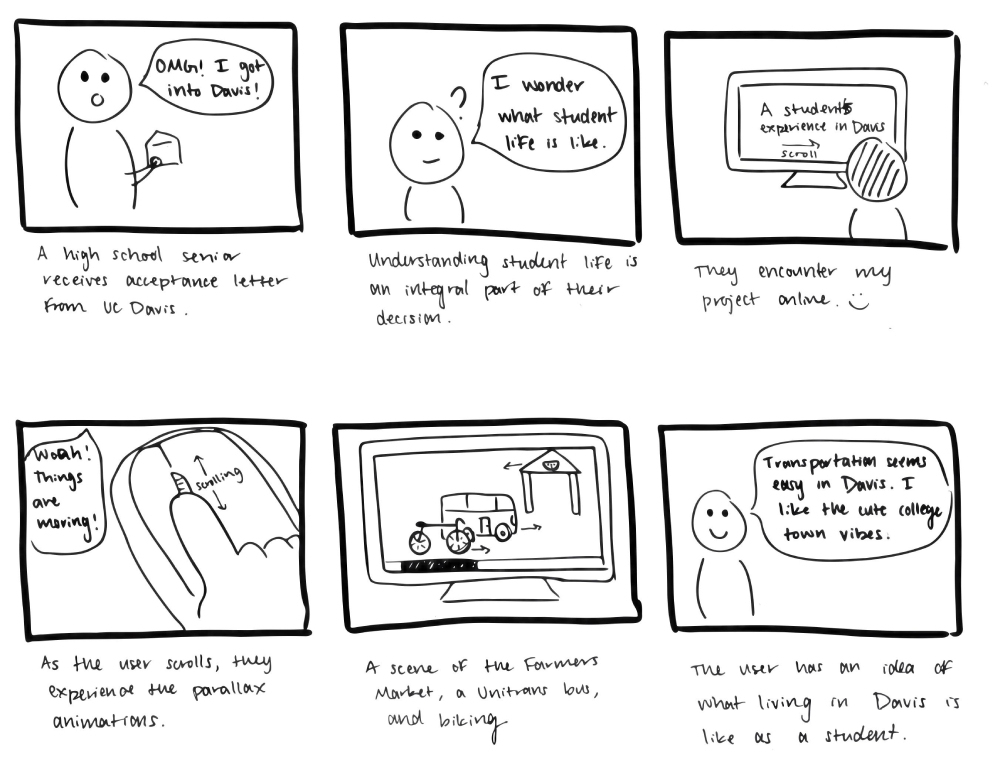 OMG! I got
into Davis!
A high school senior
receives acceptance letter
from UC Davis.
?
I wonder
what student
life is like.
Understanding student life is
an integral part of their
decision.
A student's
experience in Davis
scroll
They encounter my
project online.
Woah!
Things
are
moving!
scrolling
As the user scrolls, they
experience the parallax
animations.
A scene of the Farmers
Market, a Unitrans bus,
and biking
Transportation seems
easy in Davis. I
like the cute college
town vibes.
The user has an idea of
what living in Davis is
like as a student.